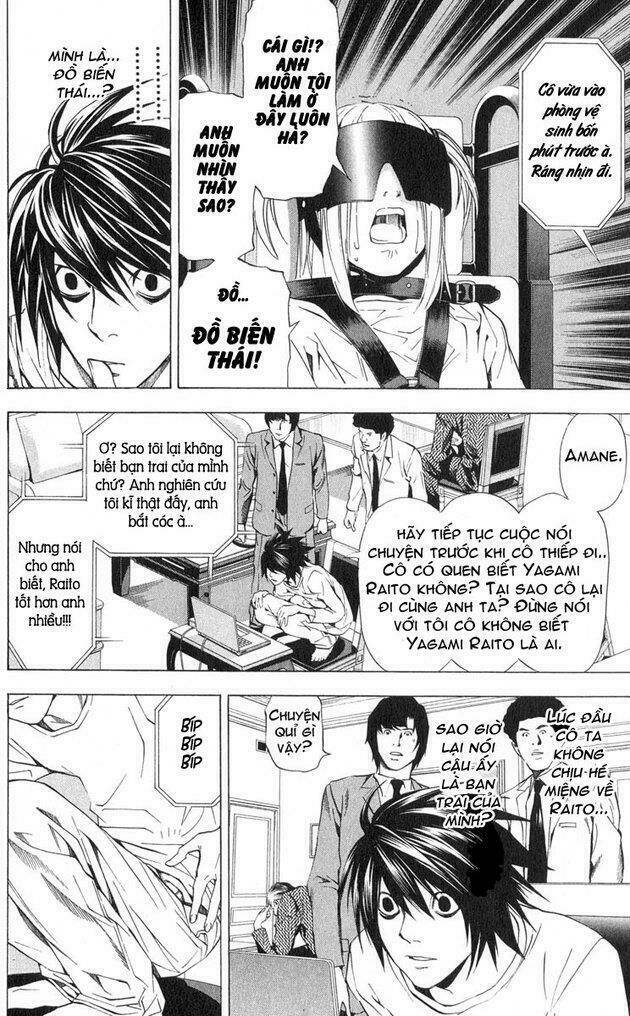 Cô vừa vào
phòng vệ
sinh bốn
phút trước à.
Ráng nhịn đi.
CÁI GÌ!?
ANH
MUỐN TÔI
LÀM Ở
ĐÂY LUÔN
HẢ?
ANH
MUỐN
NHÌN
THẤY
SAO?
ĐỒ...
ĐỒ BIẾN
THÁI!
MÌNH LÀ...
ĐỒ BIẾN
THÁI...?
AMANE.
HÃY TIẾP TỤC CUỘC NÓI
CHUYỆN TRƯỚC KHI CÔ THIẾP ĐI..
CÔ CÓ QUEN BIẾT YAGAMI
RAITO KHÔNG? TẠI SAO CÔ LẠI
ĐI CÙNG ANH TA? ĐỪNG NÓI
VỚI TÔI CÔ KHÔNG BIẾT
YAGAMI RAITO LÀ AI.
Ơ? Sao tôi lại không
biết bạn trai của mình
chứ? Anh nghiên cứu
tôi kĩ thật đấy, anh
bắt cóc à...
Nhưng nói
cho anh
biết, Raito
tốt hơn anh
nhiều!!!
LÚC ĐẦU
CÔ TA
KHÔNG
CHỊU HÉ
MIỆNG VỀ
RAITO...
SAO GIỜ
LẠI NÓI
CẬU ẤY
LÀ BẠN
TRAI CỦA
MÌNH?
CHUYỆN
QUỈ GÌ
VẬY?
BÍP
BÍP
BÍP